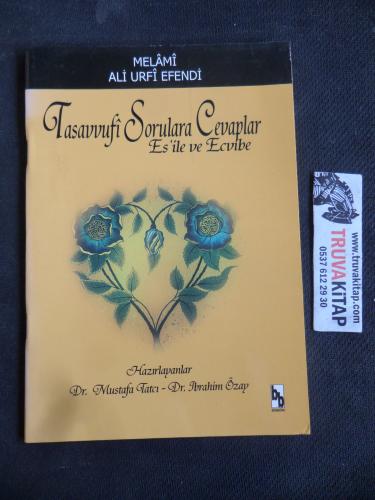 MELÂMÎ
ALİ URFÎ EFENDİ
Tasavvufî Sorulara Cevaplar
Es'ile ve Ecvibe
Hazırlayanlar
Dr. Mustafa Tatcı - Dr. İbrahim Özay
www.truvakitap.com
TRUVAKİTAP
0537 612 29 30